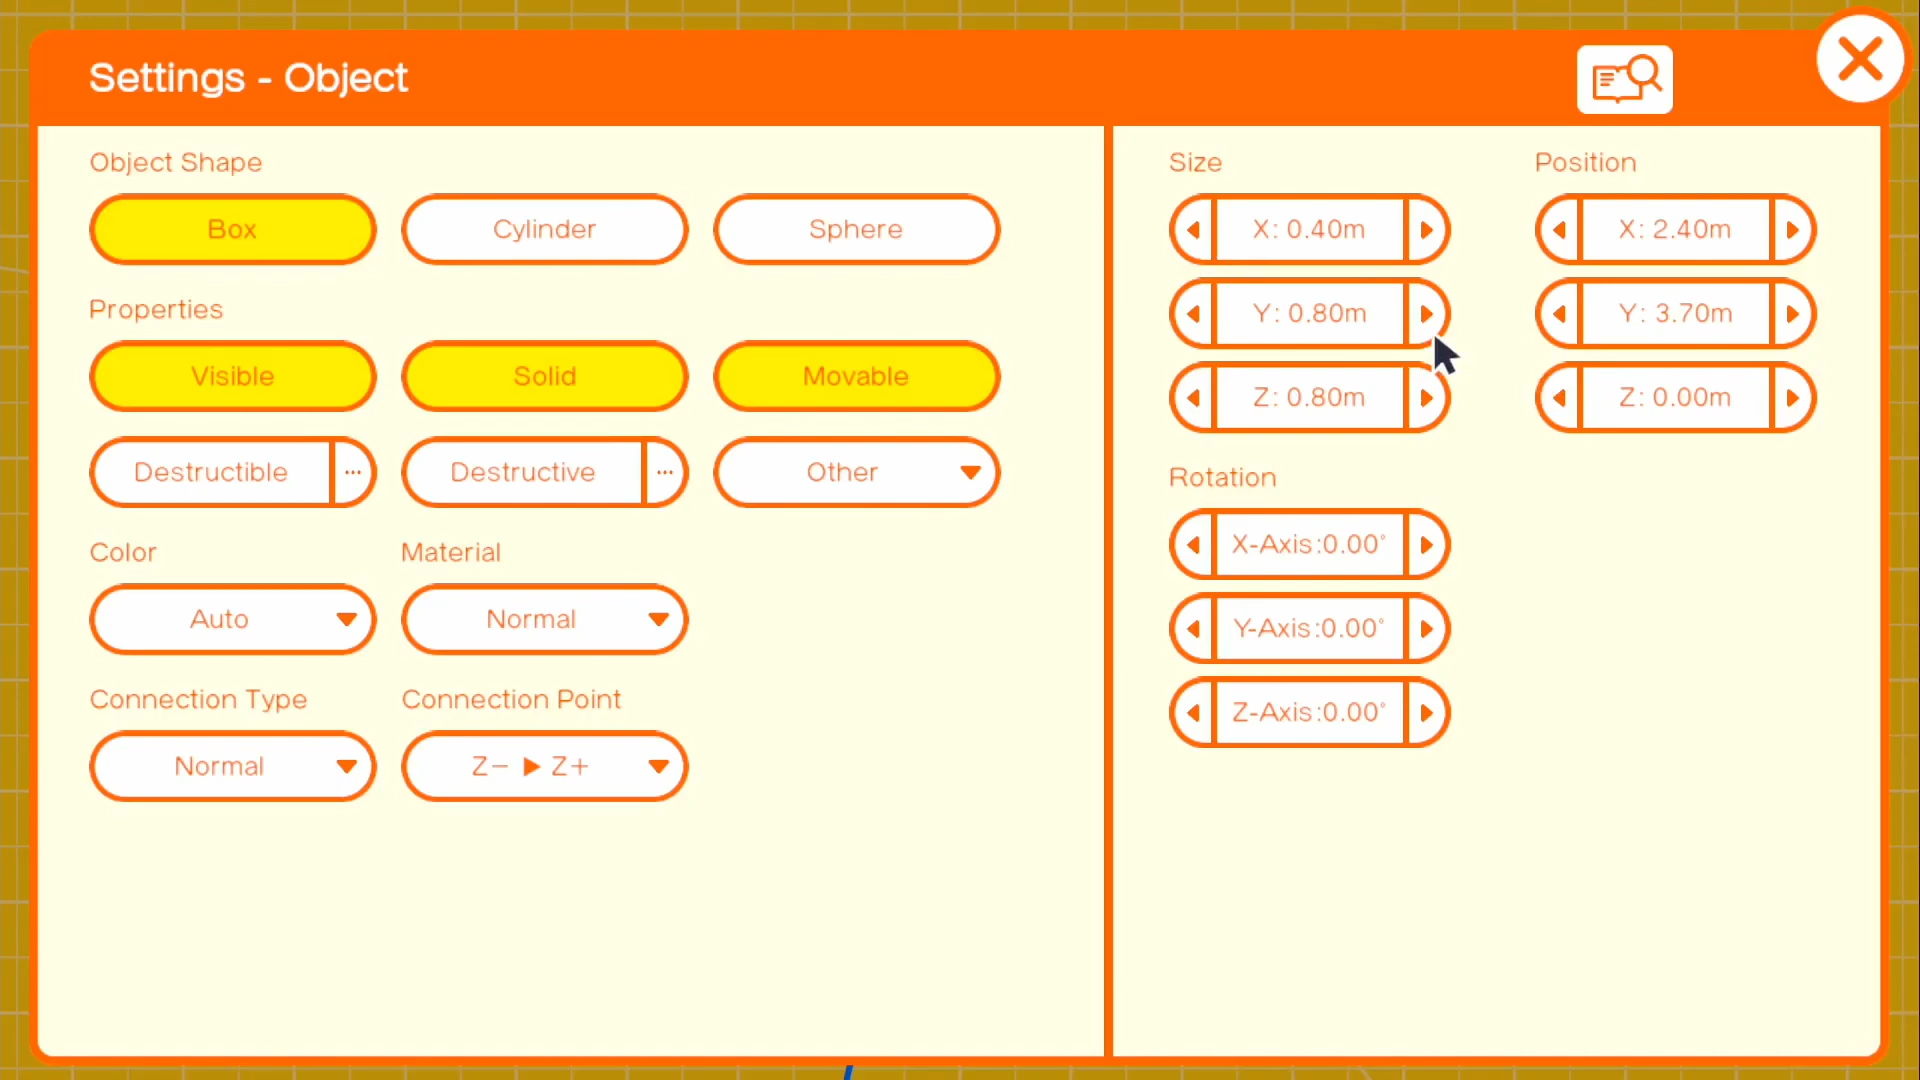 Settings - Object
Object Shape
Box
Cylinder
Sphere
Properties
Visible
Solid
Movable
Destructible
...
Destructive
...
Other
Color
Material
Auto
Normal
Connection Type
Connection Point
Normal
Z− ▶ Z+
Size
Position
X: 0.40m
X: 2.40m
Y: 0.80m
Y: 3.70m
Z: 0.80m
Z: 0.00m
Rotation
X-Axis:0.00°
Y-Axis:0.00°
Z-Axis:0.00°